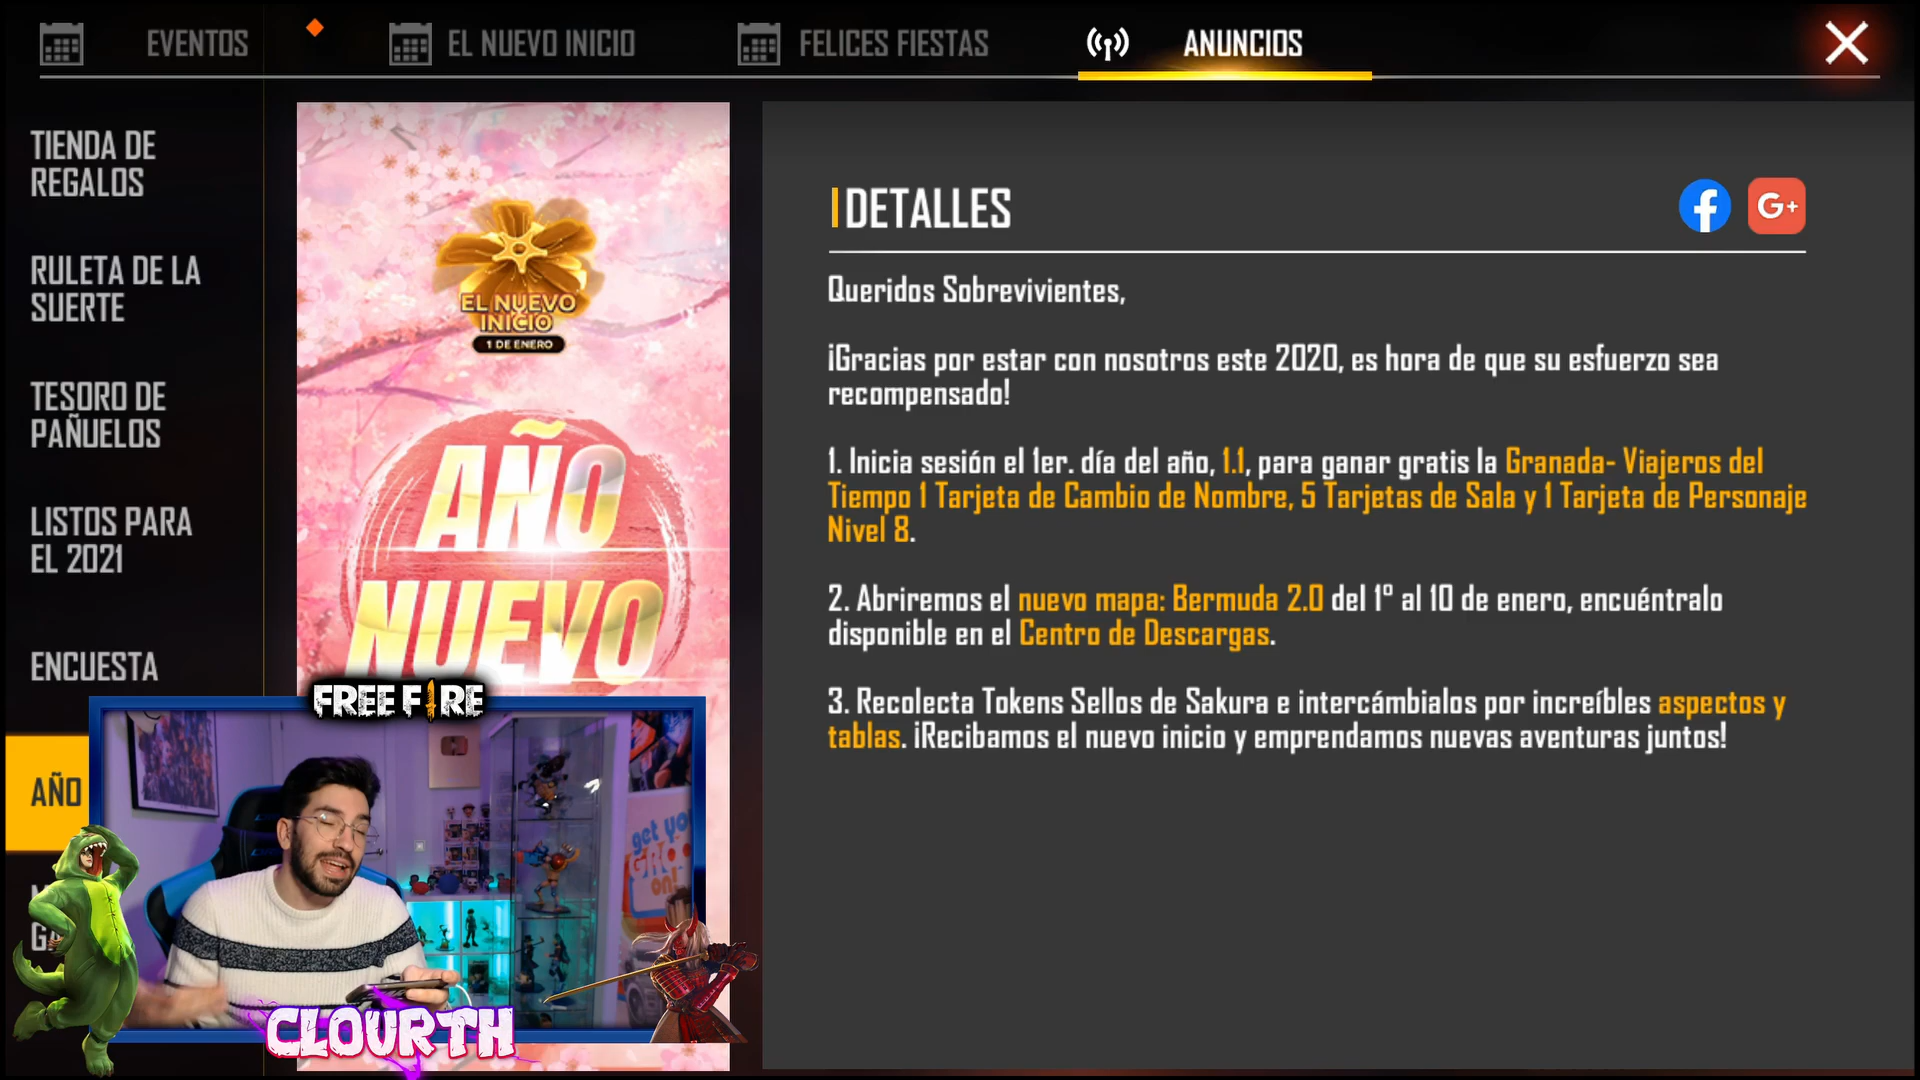 EVENTOS
EL NUEVO INICIO
FELICES FIESTAS
ANUNCIOS
TIENDA DE
REGALOS
RULETA DE LA
SUERTE
TESORO DE
PAÑUELOS
LISTOS PARA
EL 2021
ENCUESTA
AÑO
EL NUEVO
INICIO
1 DE ENERO
AÑO
NUEVO
DETALLES
G+
Queridos Sobrevivientes,
¡Gracias por estar con nosotros este 2020, es hora de que su esfuerzo sea
recompensado!
1. Inicia sesión el 1er. día del año, 1.1, para ganar gratis la Granada- Viajeros del
Tiempo 1 Tarjeta de Cambio de Nombre, 5 Tarjetas de Sala y 1 Tarjeta de Personaje
Nivel 8.
2. Abriremos el nuevo mapa: Bermuda 2.0 del 1° al 10 de enero, encuéntralo
disponible en el Centro de Descargas.
3. Recolecta Tokens Sellos de Sakura e intercámbialos por increíbles aspectos y
tablas. ¡Recibamos el nuevo inicio y emprendamos nuevas aventuras juntos!
FREE FIRE
get yo
GROO
on!
CLOURTH